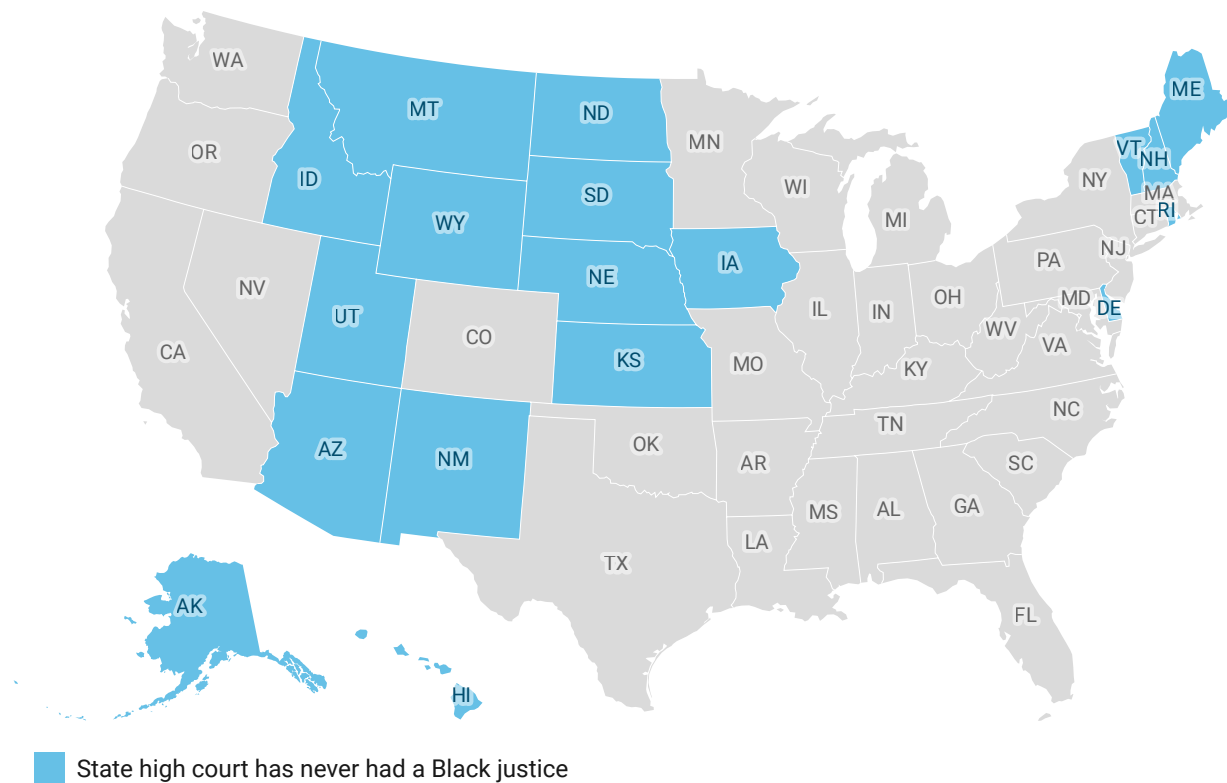 WA
MT
ND
MN
ME
OR
ID
SD
WI
MI
NY
VT
NH
MA
CT
RI
WY
IA
NE
NV
UT
CO
IL
IN
OH
PA
NJ
MD
DE
WV
VA
CA
KS
MO
KY
NC
TN
AZ
NM
OK
AR
SC
MS
AL
GA
TX
LA
FL
AK
HI
State high court has never had a Black justice